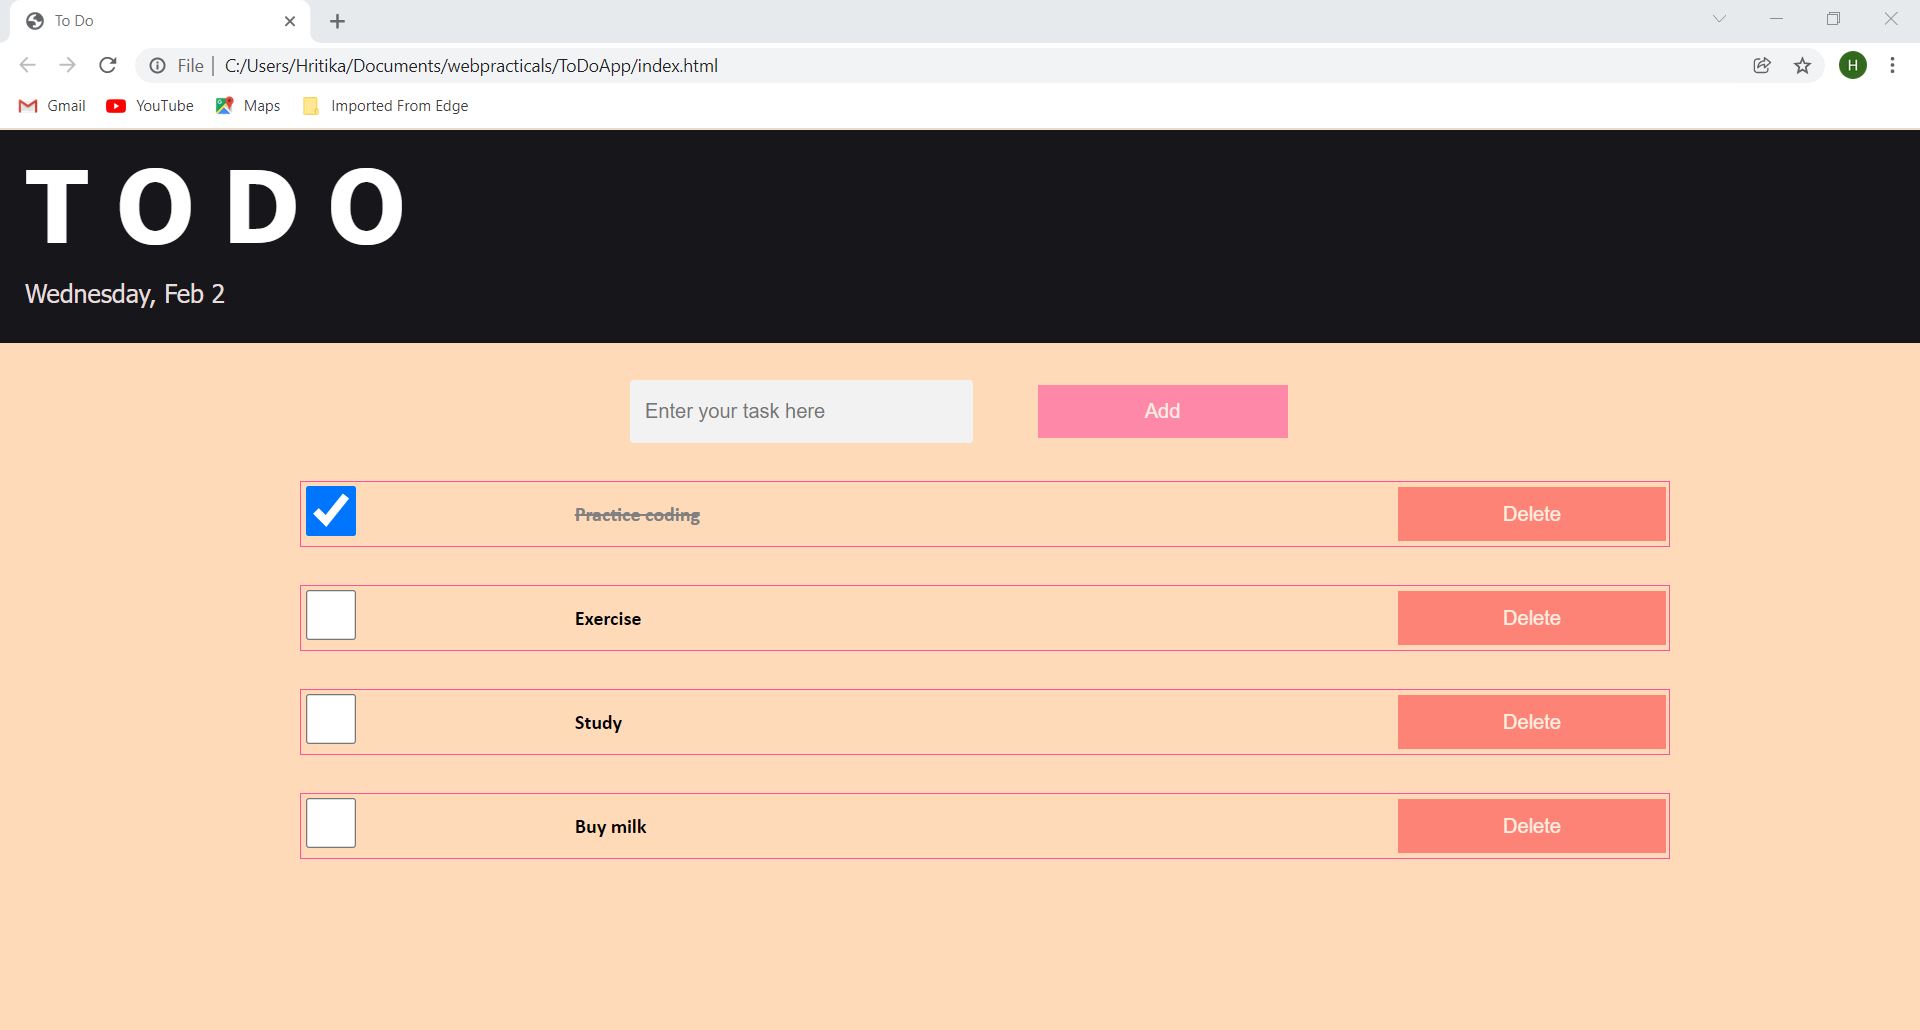 To Do
File | C:/Users/Hritika/Documents/webpracticals/ToDoApp/index.html
H
Gmail YouTube Maps Imported From Edge
T O D O
Wednesday, Feb 2
Enter your task here Add
Practice coding Delete
Exercise Delete
Study Delete
Buy milk Delete